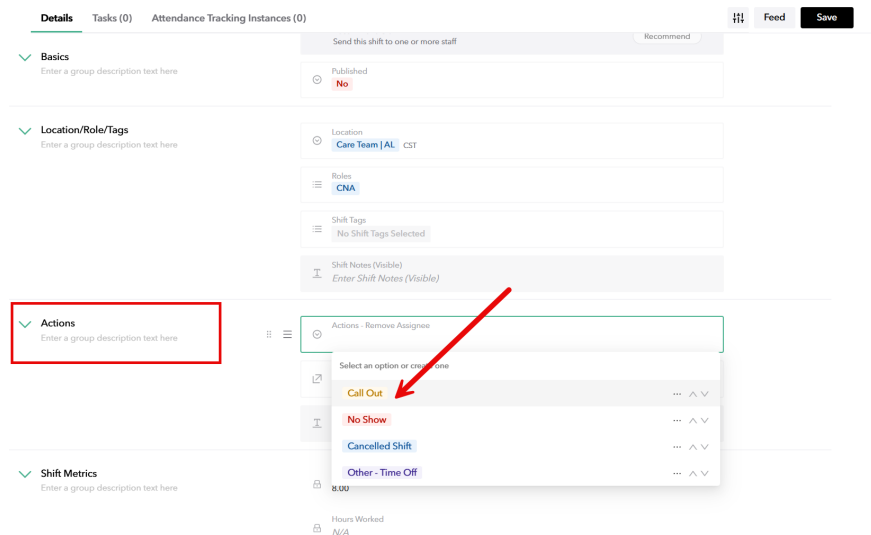 Details Tasks (0) Attendance Tracking Instances (0) Feed Save
Send this shift to one or more staff Recommend
Basics
Enter a group description text here
Published
No
Location/Role/Tags
Enter a group description text here
Location
Care Team | AL CST
Roles
CNA
Shift Tags
No Shift Tags Selected
Shift Notes (Visible)
Enter Shift Notes (Visible)
Actions
Enter a group description text here
Actions - Remove Assignee
Select an option or create one
Call Out
No Show
Cancelled Shift
Other - Time Off
Shift Metrics
Enter a group description text here
8.00
Hours Worked
N/A